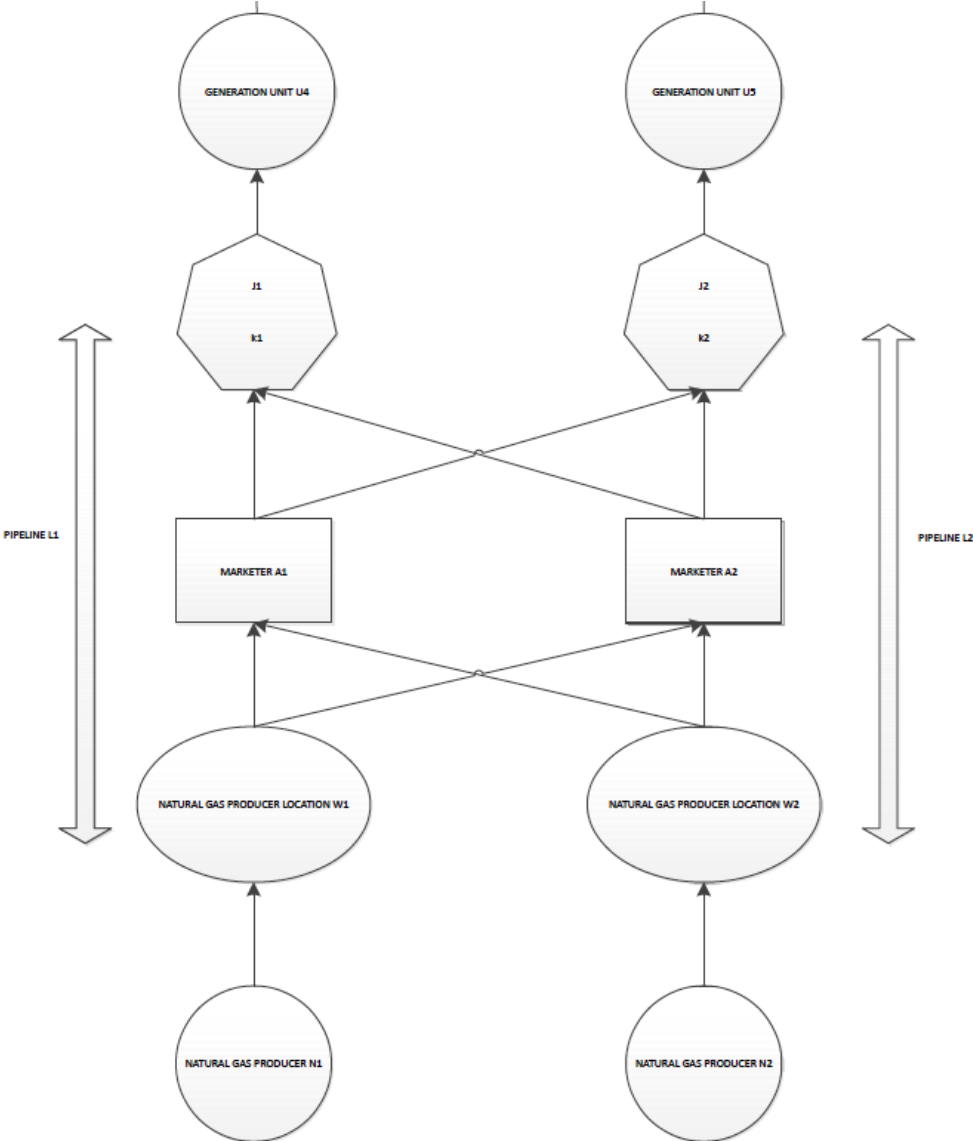 GENERATION UNIT U4
GENERATION UNIT U5
J1
J2
k1
k2
PIPELINE L1
PIPELINE L2
MARKETER A1
MARKETER A2
NATURAL GAS PRODUCER LOCATION W1
NATURAL GAS PRODUCER LOCATION W2
NATURAL GAS PRODUCER N1
NATURAL GAS PRODUCER N2